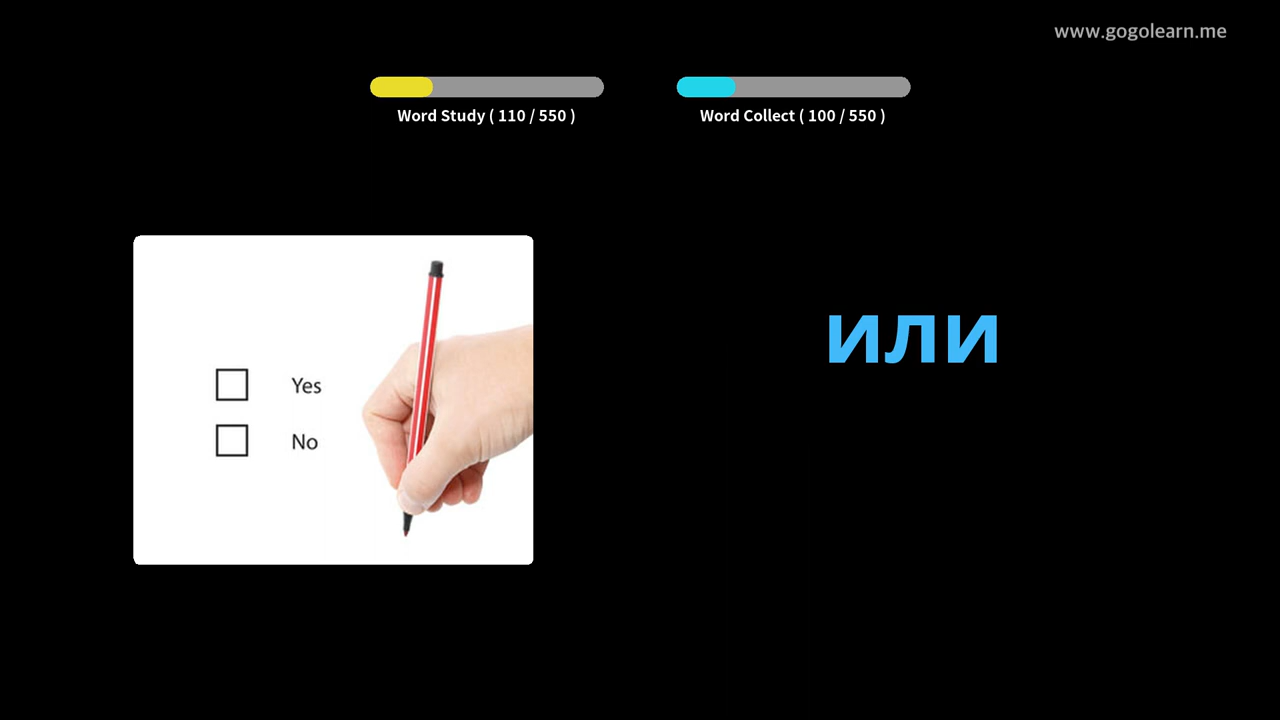 www.gogolearn.me
Word Study ( 110 / 550 )
Word Collect ( 100 / 550 )
Yes
No
или